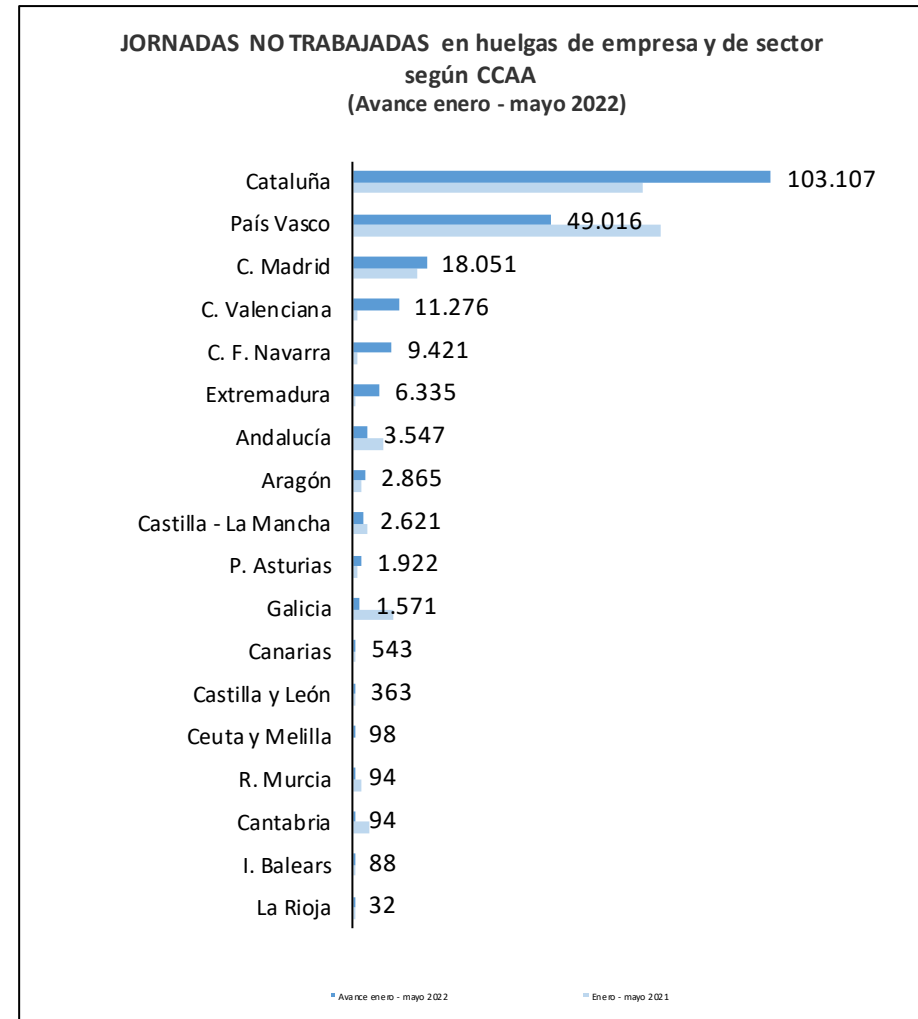 JORNADAS NO TRABAJADAS en huelgas de empresa y de sector
según CCAA
(Avance enero - mayo 2022)
Cataluña 103.107
País Vasco 49.016
C. Madrid 18.051
C. Valenciana 11.276
C. F. Navarra 9.421
Extremadura 6.335
Andalucía 3.547
Aragón 2.865
Castilla - La Mancha 2.621
P. Asturias 1.922
Galicia 1.571
Canarias 543
Castilla y León 363
Ceuta y Melilla 98
R. Murcia 94
Cantabria 94
I. Balears 88
La Rioja 32
Avance enero - mayo 2022 Enero - mayo 2021